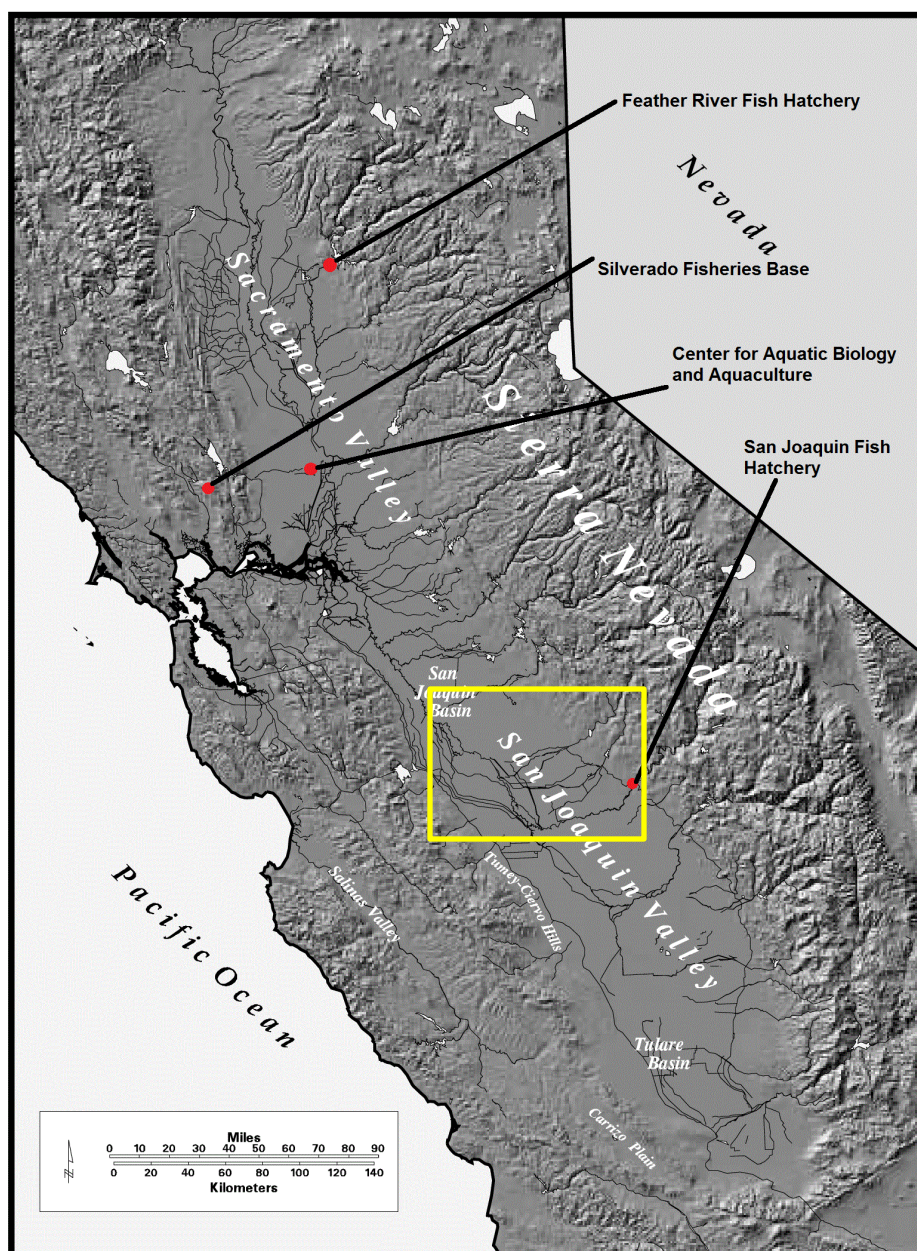 Feather River Fish Hatchery
Nevada
Silverado Fisheries Base
Sacramento Valley
Center for Aquatic Biology
and Aquaculture
Sierra Nevada
San Joaquin Fish
Hatchery
San
Joaquin
Basin
San Joaquin Valley
Tumey-Ciervo Hills
Salinas Valley
Pacific Ocean
Tulare
Basin
Carrizo Plain
Miles
0 10 20 30 40 50 60 70 80 90
0 20 40 60 80 100 120 140
Kilometers
N